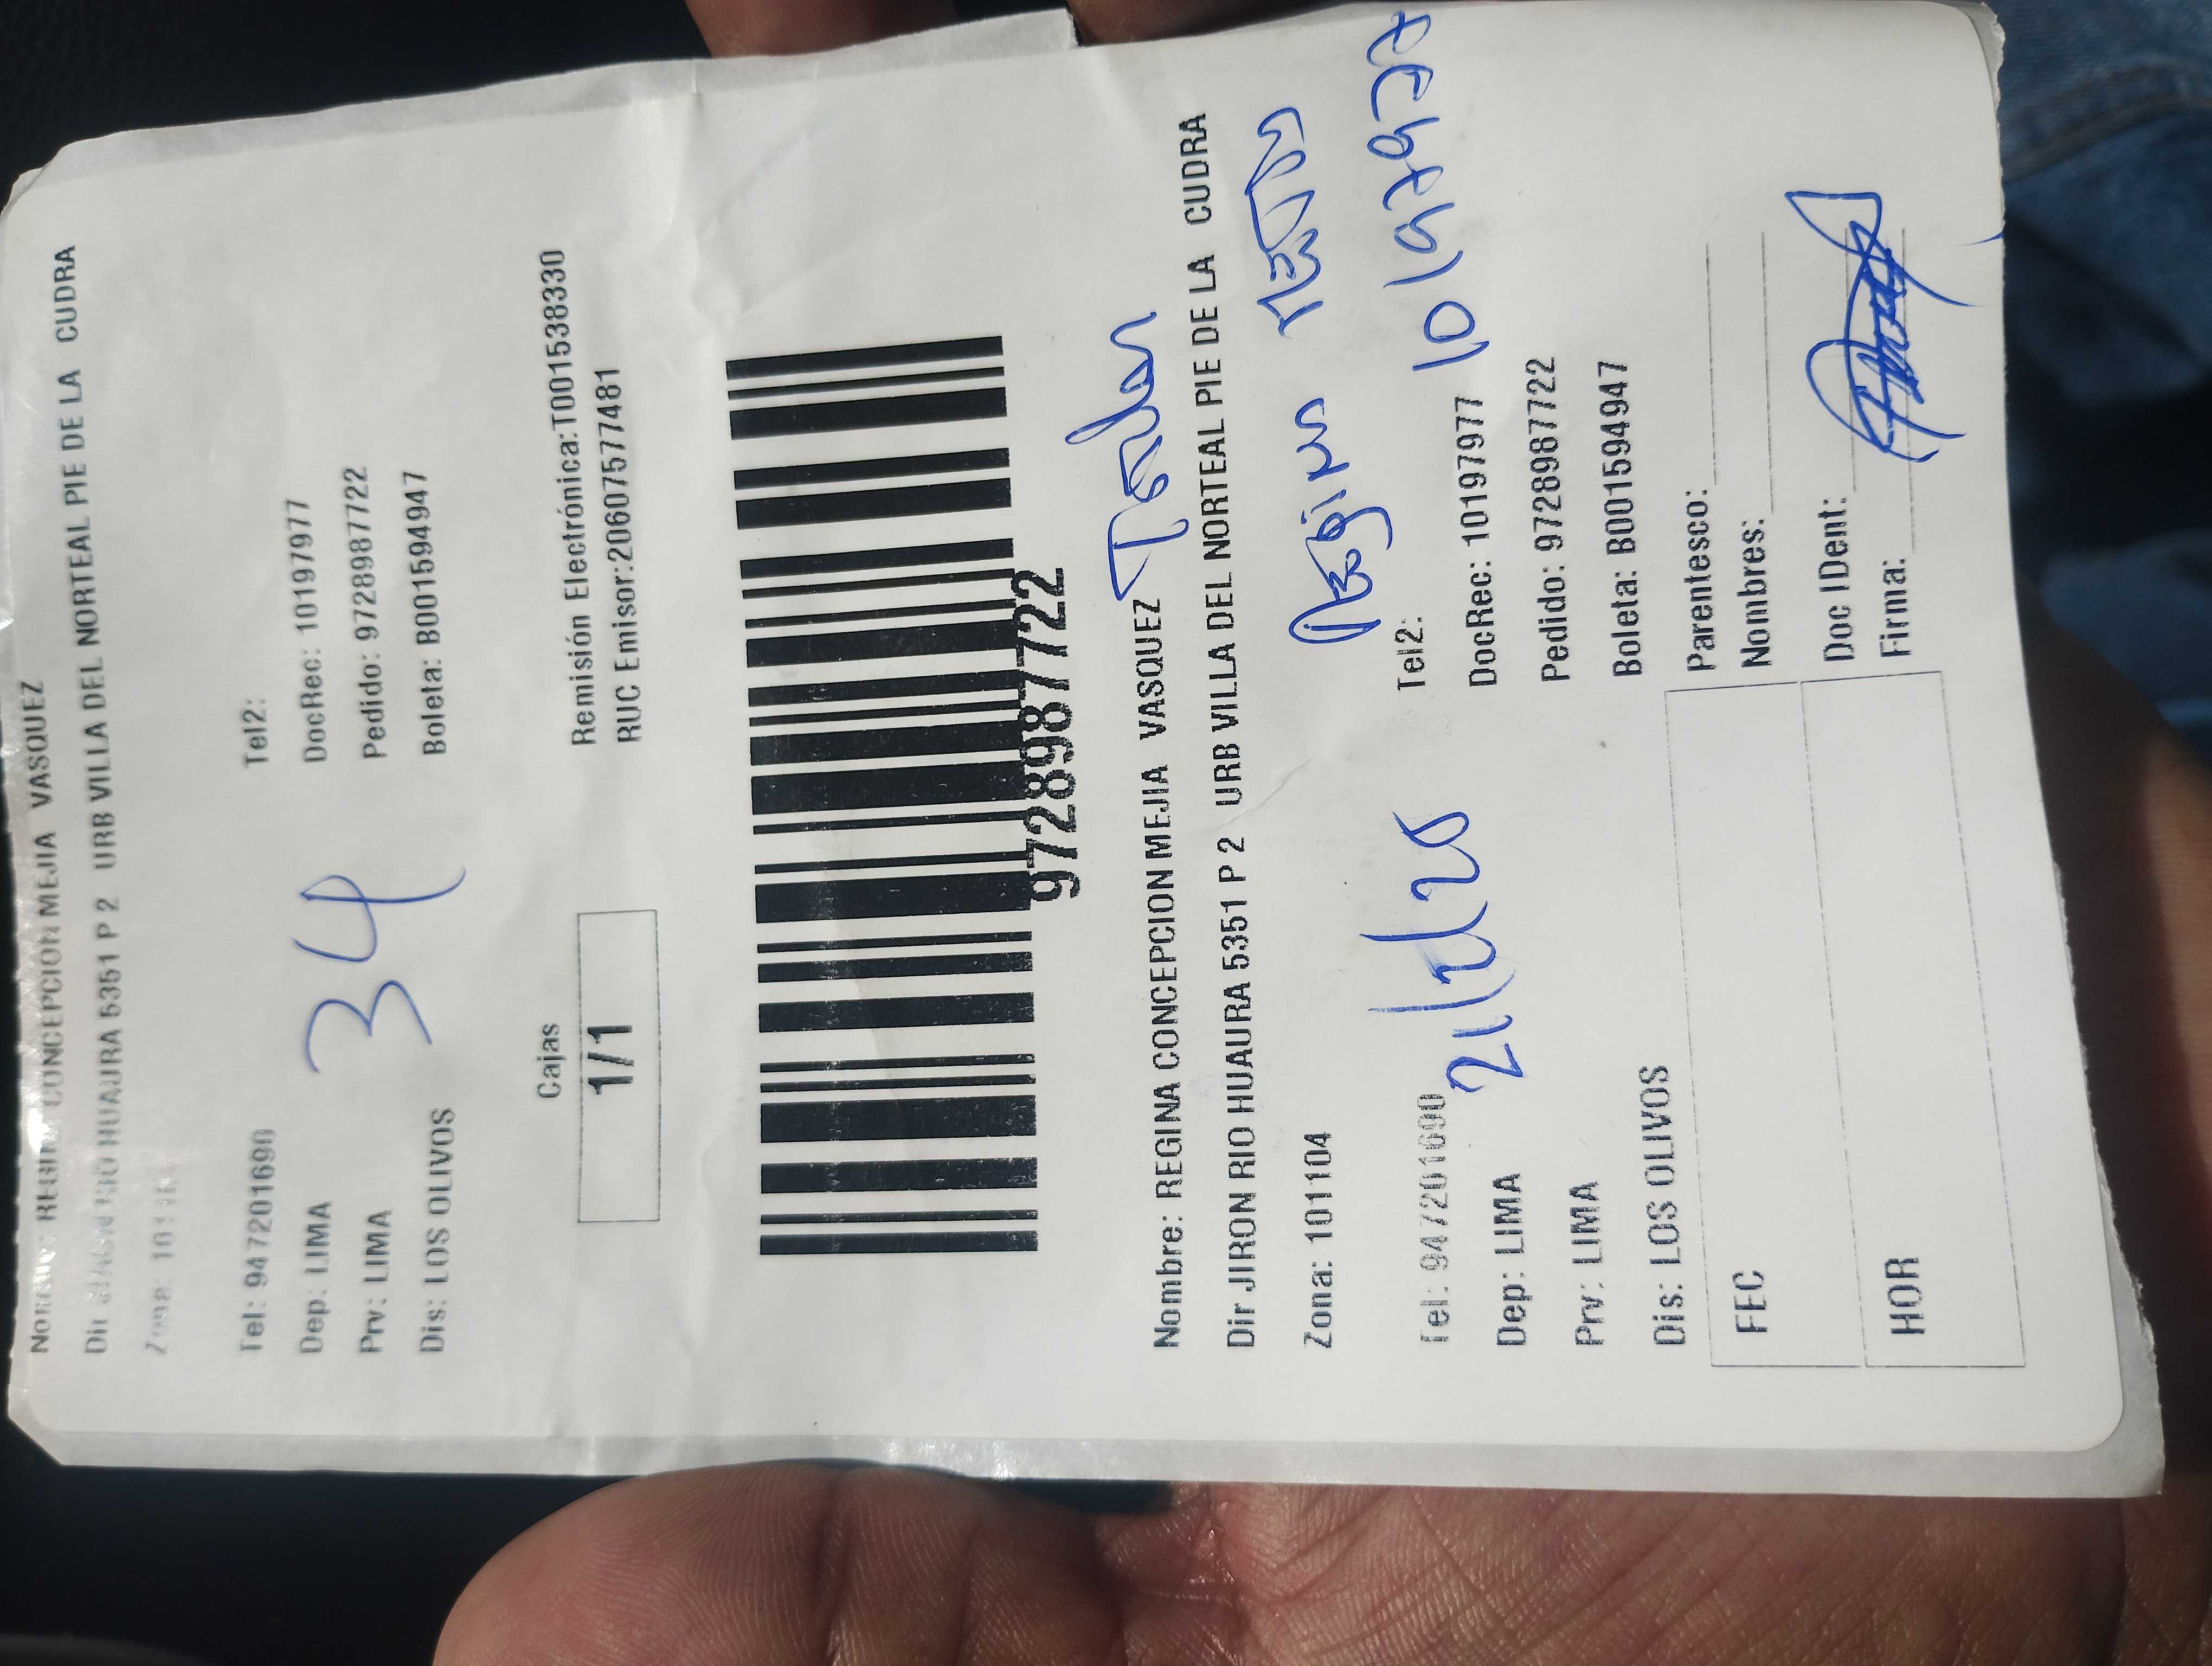 Nombre: REGINA CONCEPCION MEJIA VASQUEZ
Dir JIRON RIO HUAURA 5351 P 2 URB VILLA DEL NORTEAL PIE DE LA CUDRA
Zona: 101104
Tel: 947201690 Tel2:
Dep: LIMA DocRec: 10197977
Prv: LIMA Pedido: 9728987722
Dis: LOS OLIVOS Boleta: B001594947
34
Cajas Remisión Electrónica:T001538330
1/1 RUC Emisor:20607577481
9728987722
Nombre: REGINA CONCEPCION MEJIA VASQUEZ
Dir JIRON RIO HUAURA 5351 P 2 URB VILLA DEL NORTEAL PIE DE LA CUDRA
Zona: 101104 Regina
Tel: 947201690 Tel2: 10197977
Dep: LIMA DocRec: 10197977
Prv: LIMA Pedido: 9728987722
Dis: LOS OLIVOS Boleta: B001594947
FEC Parentesco:
Nombres:
HOR Doc IDent:
Firma: